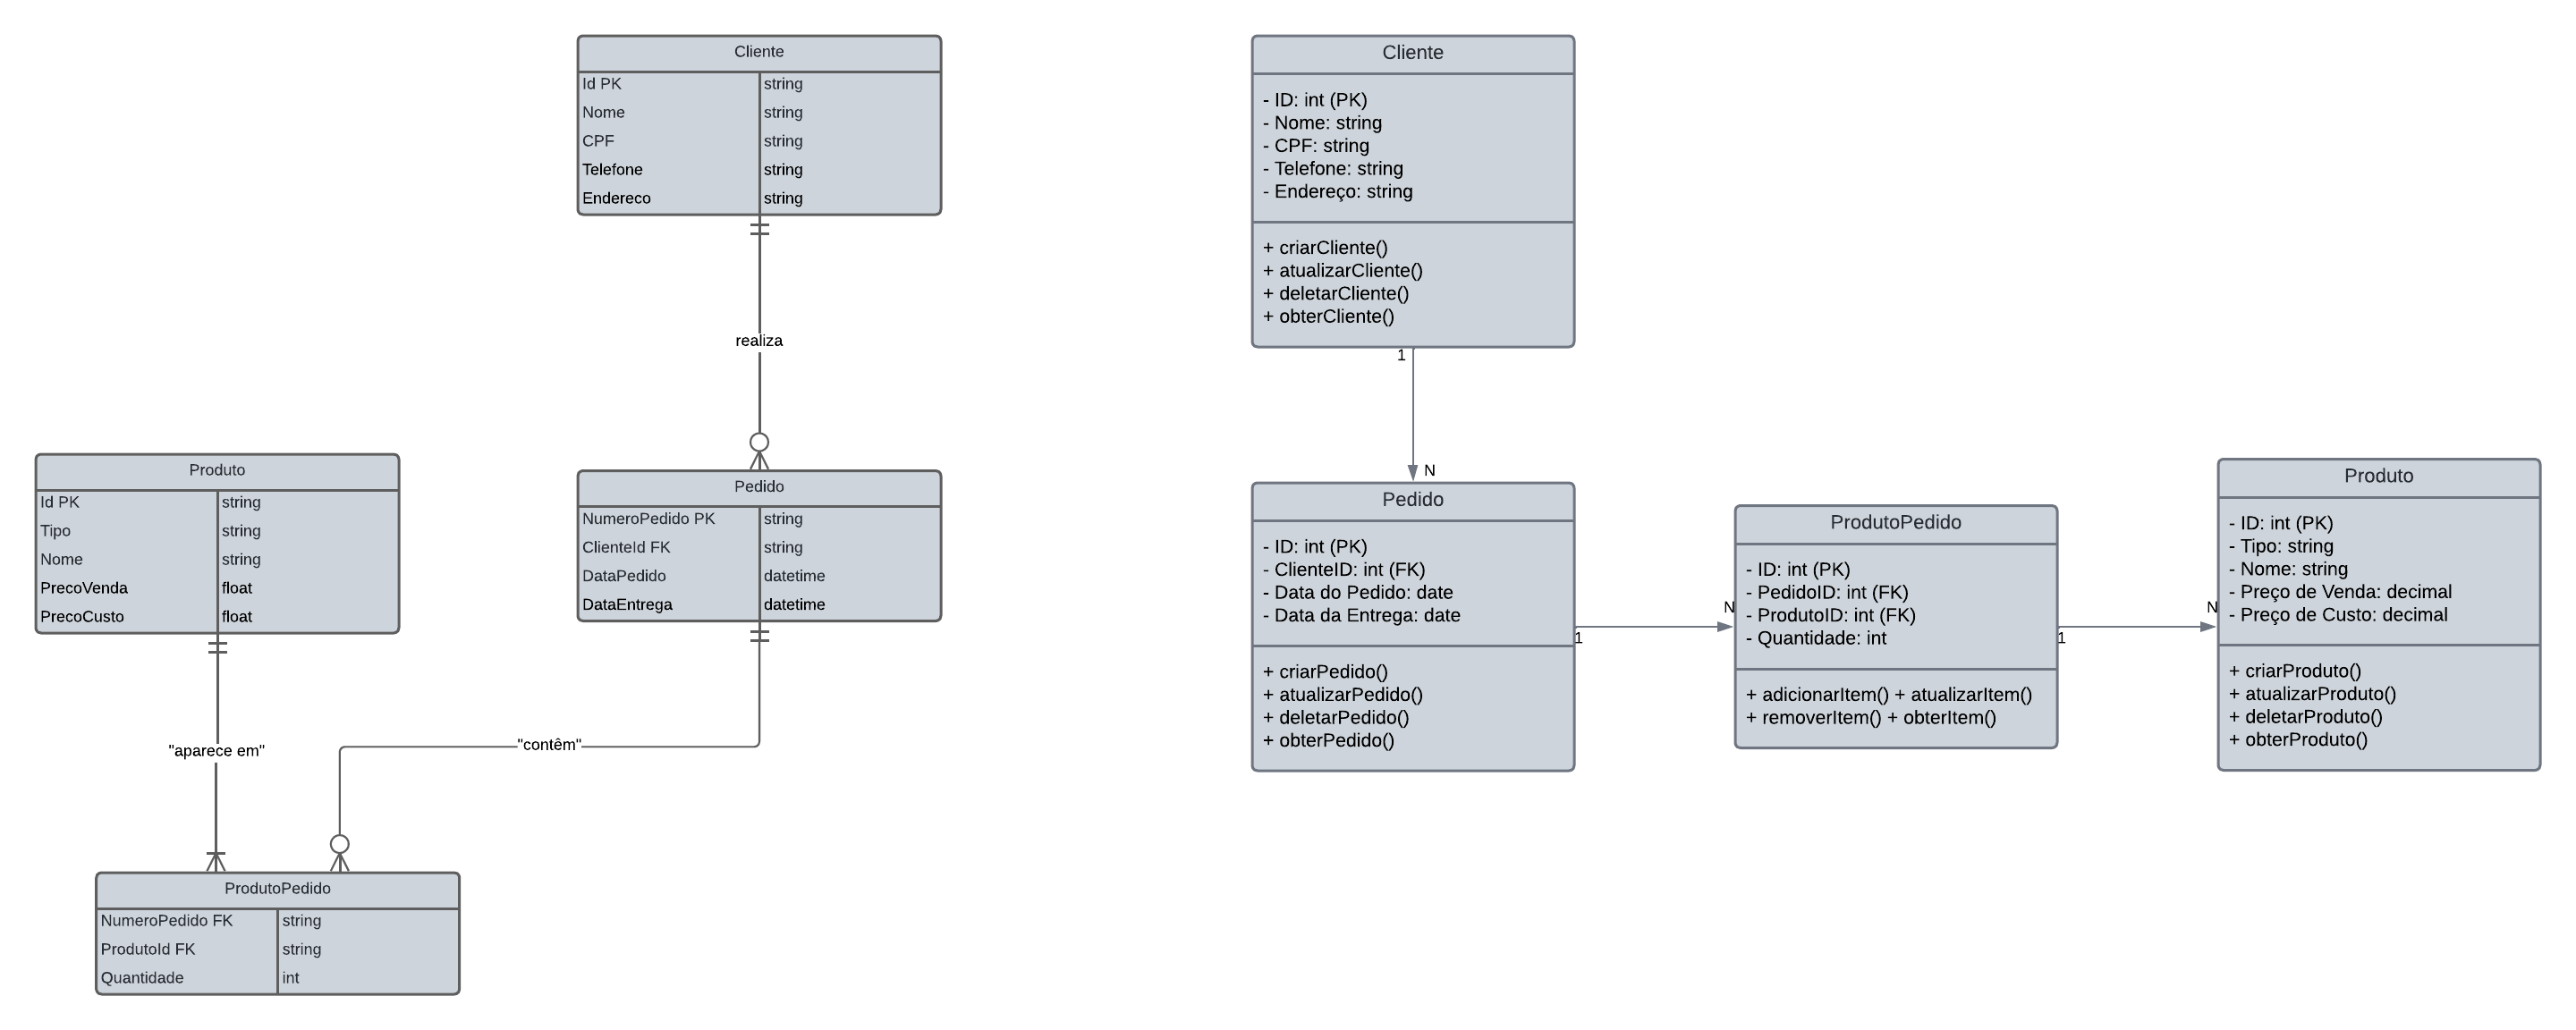 Cliente
Id PK string
Nome string
CPF string
Telefone string
Endereco string
realiza
Produto
Id PK string
Tipo string
Nome string
PrecoVenda float
PrecoCusto float
Pedido
NumeroPedido PK string
ClienteId FK string
DataPedido datetime
DataEntrega datetime
"aparece em"
"contêm"
ProdutoPedido
NumeroPedido FK string
ProdutoId FK string
Quantidade int
Cliente
- ID: int (PK)
- Nome: string
- CPF: string
- Telefone: string
- Endereço: string
+ criarCliente()
+ atualizarCliente()
+ deletarCliente()
+ obterCliente()
1
N
Pedido
- ID: int (PK)
- ClienteID: int (FK)
- Data do Pedido: date
- Data da Entrega: date
+ criarPedido()
+ atualizarPedido()
+ deletarPedido()
+ obterPedido()
1
N
ProdutoPedido
- ID: int (PK)
- PedidoID: int (FK)
- ProdutoID: int (FK)
- Quantidade: int
+ adicionarItem() + atualizarItem()
+ removerItem() + obterItem()
1
N
Produto
- ID: int (PK)
- Tipo: string
- Nome: string
- Preço de Venda: decimal
- Preço de Custo: decimal
+ criarProduto()
+ atualizarProduto()
+ deletarProduto()
+ obterProduto()